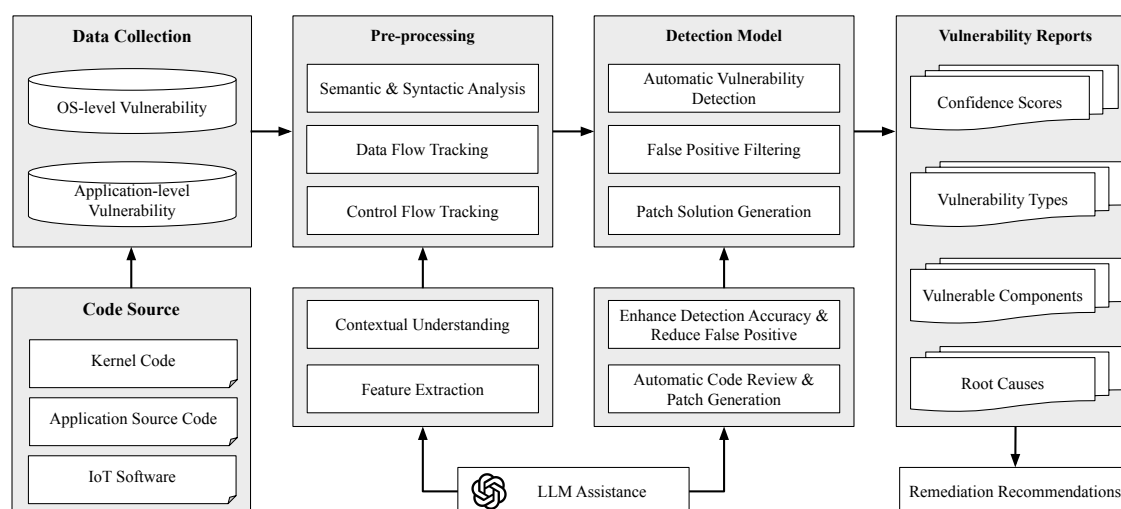 Data Collection
OS-level Vulnerability
Application-level
Vulnerability
Code Source
Kernel Code
Application Source Code
IoT Software
Pre-processing
Semantic & Syntactic Analysis
Data Flow Tracking
Control Flow Tracking
Contextual Understanding
Feature Extraction
Detection Model
Automatic Vulnerability
Detection
False Positive Filtering
Patch Solution Generation
Enhance Detection Accuracy &
Reduce False Positive
Automatic Code Review &
Patch Generation
LLM Assistance
Vulnerability Reports
Confidence Scores
Vulnerability Types
Vulnerable Components
Root Causes
Remediation Recommendations